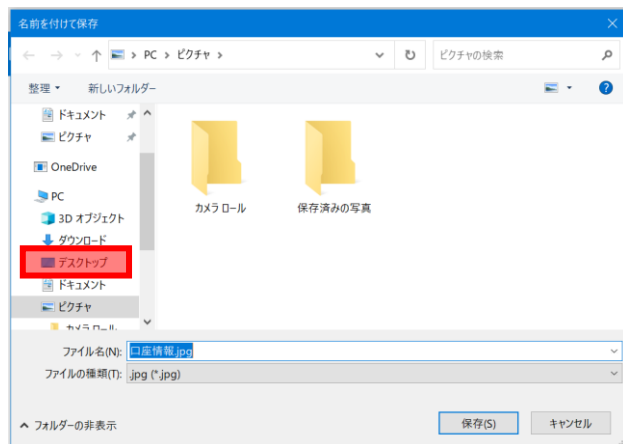 名前を付けて保存
PC > ピクチャ >
ピクチャの検索
整理
新しいフォルダー
ドキュメント
ピクチャ
OneDrive
PC
3D オブジェクト
ダウンロード
デスクトップ
ドキュメント
ピクチャ
カメラ ロール
カメラ ロール
保存済みの写真
ファイル名(N): 口座情報.jpg
ファイルの種類(T): .jpg (*.jpg)
フォルダーの非表示
保存(S)
キャンセル